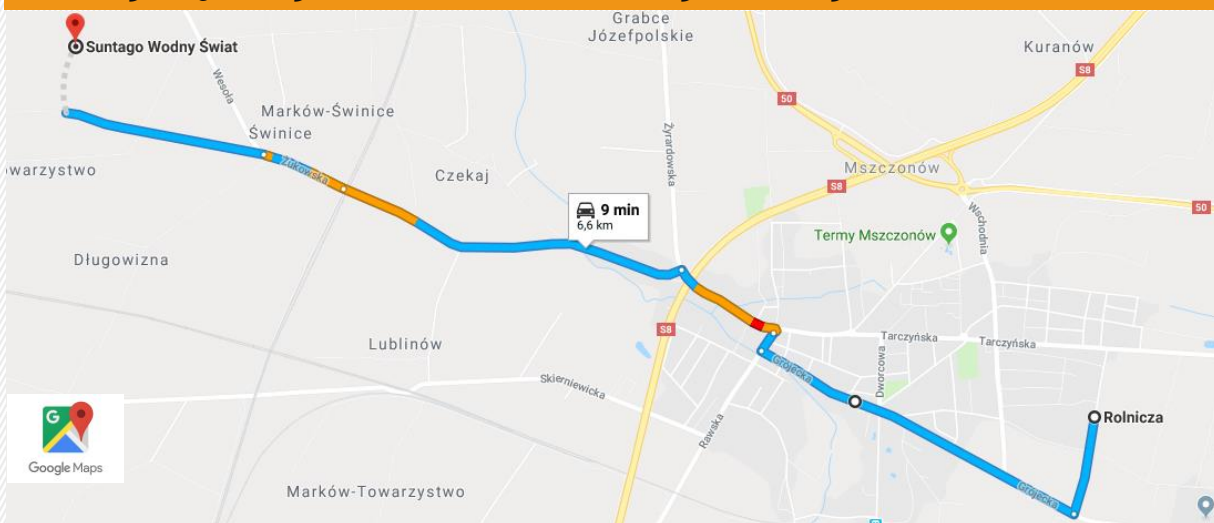 Grabce
Józefpolskie
Suntago Wodny Świat
Kuranów
S8
50
Wesoła
Marków-Świnice
Świnice
Żyrardowska
Mszczonów
owarzystwo
Żukowska
Czekaj
S8
9 min
6,6 km
50
Wschodnia
Termy Mszczonów
Długowizna
S8
Tarczyńska
Tarczyńska
Lublinów
Grójecka
Dworcowa
Skierniewicka
Rawska
Rolnicza
G
Google Maps
Marków-Towarzystwo
Grójecka